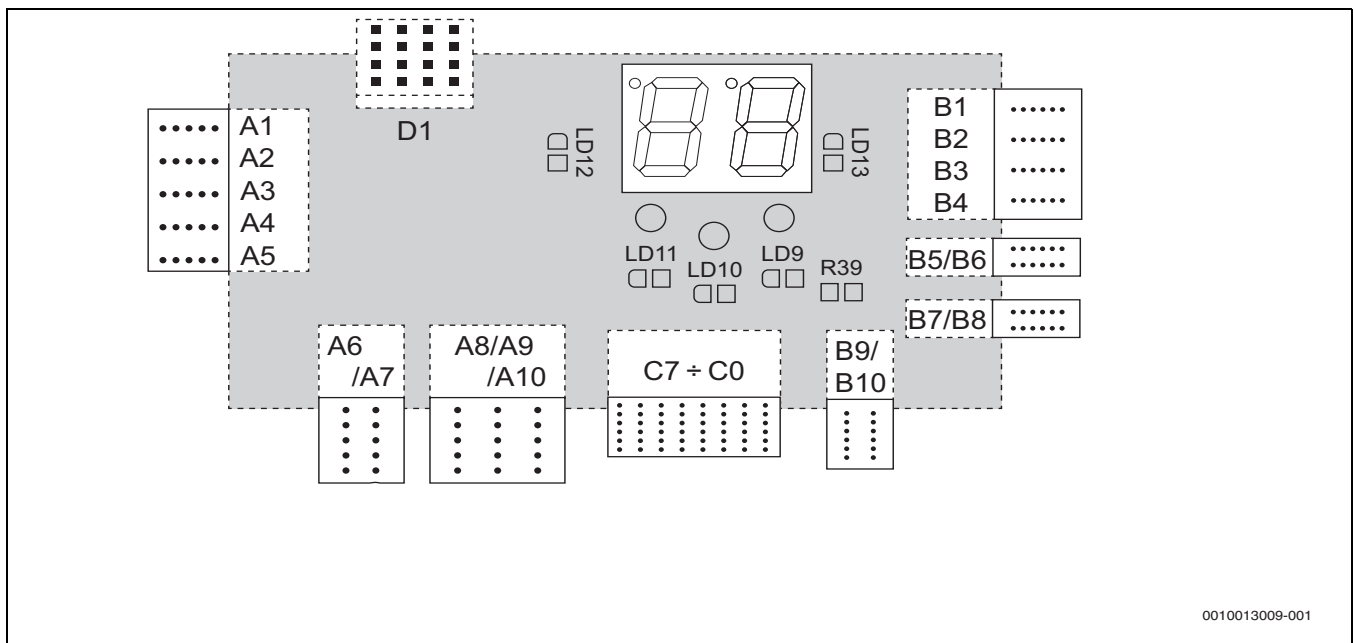 D1
A1
A2
A3
A4
A5
LD12
LD13
B1
B2
B3
B4
LD11
LD10
LD9
R39
B5/B6
B7/B8
A6
/A7
A8/A9
/A10
C7 ÷ C0
B9/
B10
0010013009-001